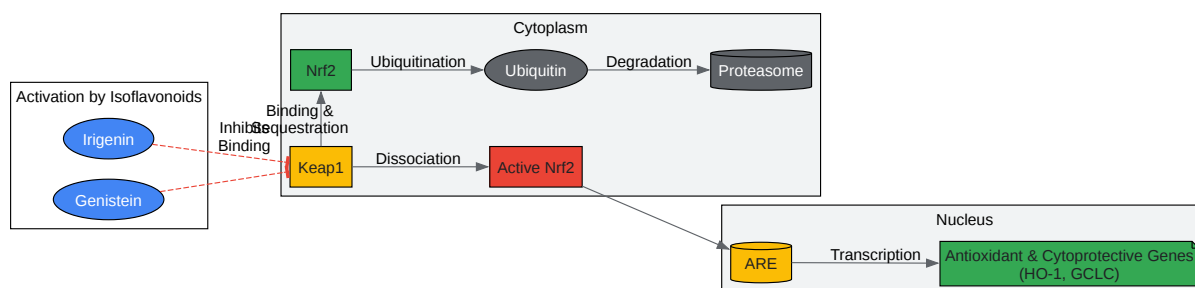 Cytoplasm
Nrf2
Ubiquitination
Ubiquitin
Degradation
Proteasome
Activation by Isoflavonoids
Irigenin
Genistein
Inhibits
Binding
Binding &
Sequestration
Keap1
Dissociation
Active Nrf2
Nucleus
ARE
Transcription
Antioxidant & Cytoprotective Genes
(HO-1, GCLC)